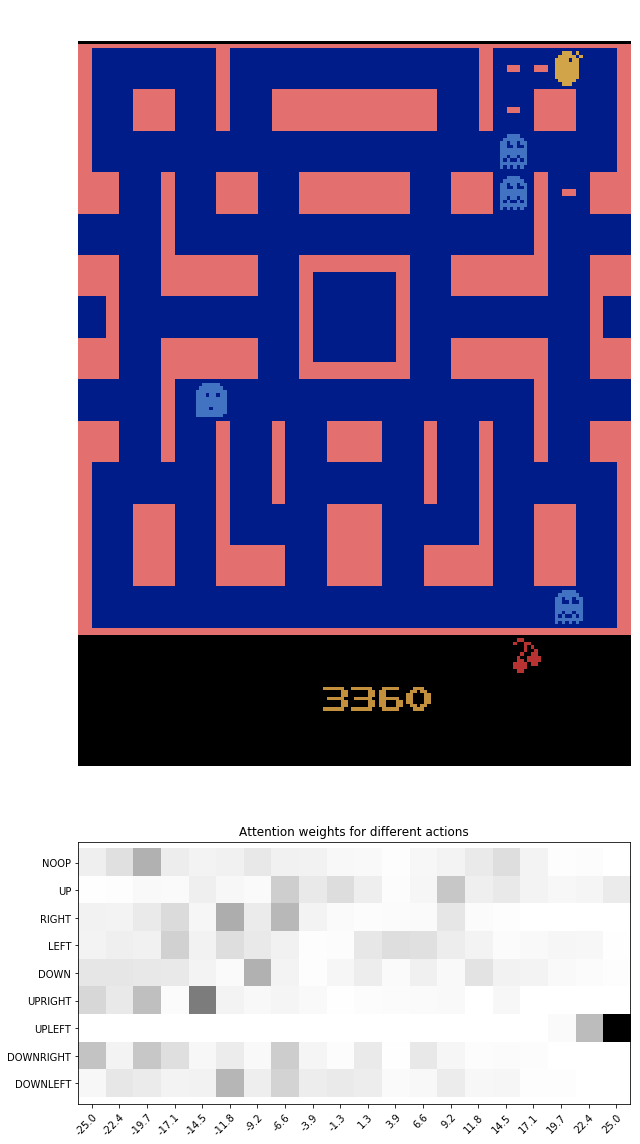 3360
Attention weights for different actions
NOOP
UP
RIGHT
LEFT
DOWN
UPRIGHT
UPLEFT
DOWNRIGHT
DOWNLEFT
-25.0 -22.4 -19.7 -17.1 -14.5 -11.8 -9.2 -6.6 -3.9 -1.3 1.3 3.9 6.6 9.2 11.8 14.5 17.1 19.7 22.4 25.0